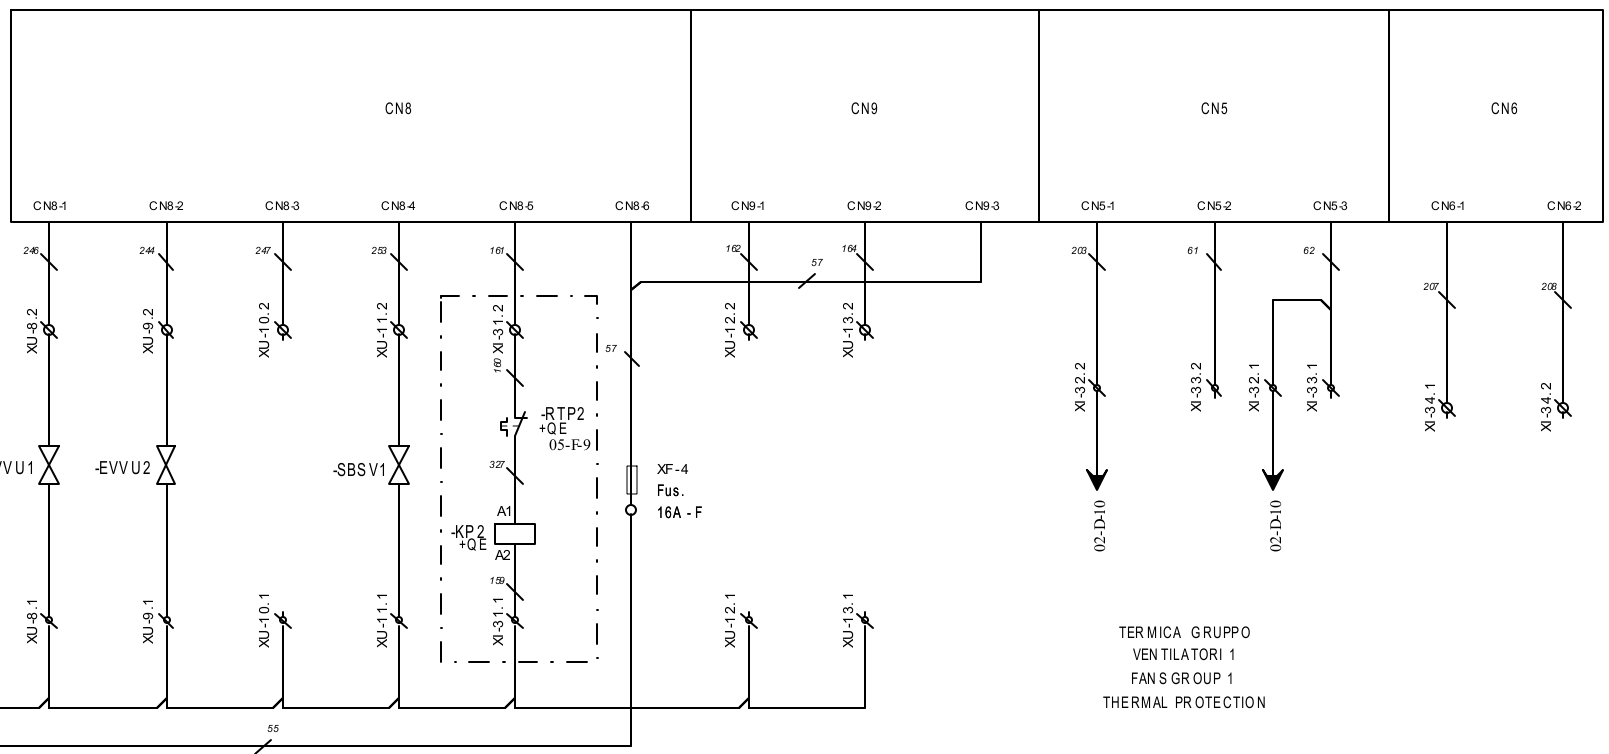 CN8
CN9
CN5
CN6
CN8-1
CN8-2
CN8-3
CN8-4
CN8-5
CN8-6
CN9-1
CN9-2
CN9-3
CN5-1
CN5-2
CN5-3
CN6-1
CN6-2
246
244
247
253
161
162
57
164
203
61
62
207
208
XU-8.2
XU-9.2
XU-10.2
XU-11.2
XI-31.2
57
XU-12.2
XU-13.2
160
XI-32.2
XI-33.2
XI-32.1
XI-33.1
XI-34.1
XI-34.2
-RTP2
+QE
05-F-9
VVU1
-EVVU2
-SBSV1
327
XF-4
Fus.
16A - F
A1
-KP2
+QE
A2
02-D-10
02-D-10
159
XU-8.1
XU-9.1
XU-10.1
XU-11.1
XI-31.1
XU-12.1
XU-13.1
TERMICA GRUPPO
VENTILATORI 1
FANS GROUP 1
THERMAL PROTECTION
55